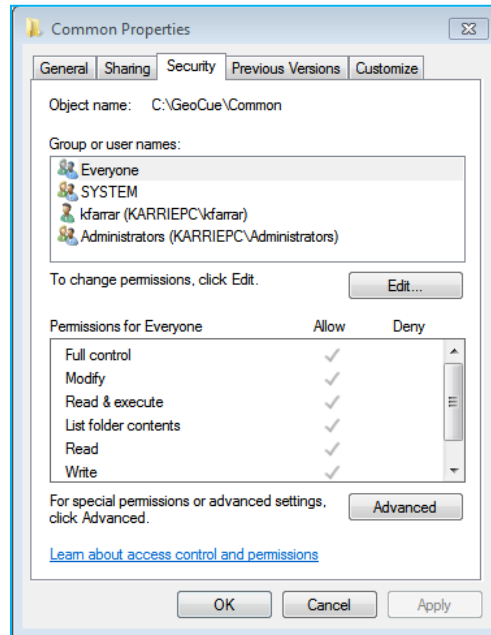 Common Properties
General Sharing Security Previous Versions Customize
Object name: C:\GeoCue\Common
Group or user names:
Everyone
SYSTEM
kfarrar (KARRIEPC\kfarrar)
Administrators (KARRIEPC\Administrators)
To change permissions, click Edit.
Edit...
Permissions for Everyone Allow Deny
Full control
Modify
Read & execute
List folder contents
Read
Write
For special permissions or advanced settings,
click Advanced.
Advanced
Learn about access control and permissions
OK Cancel Apply